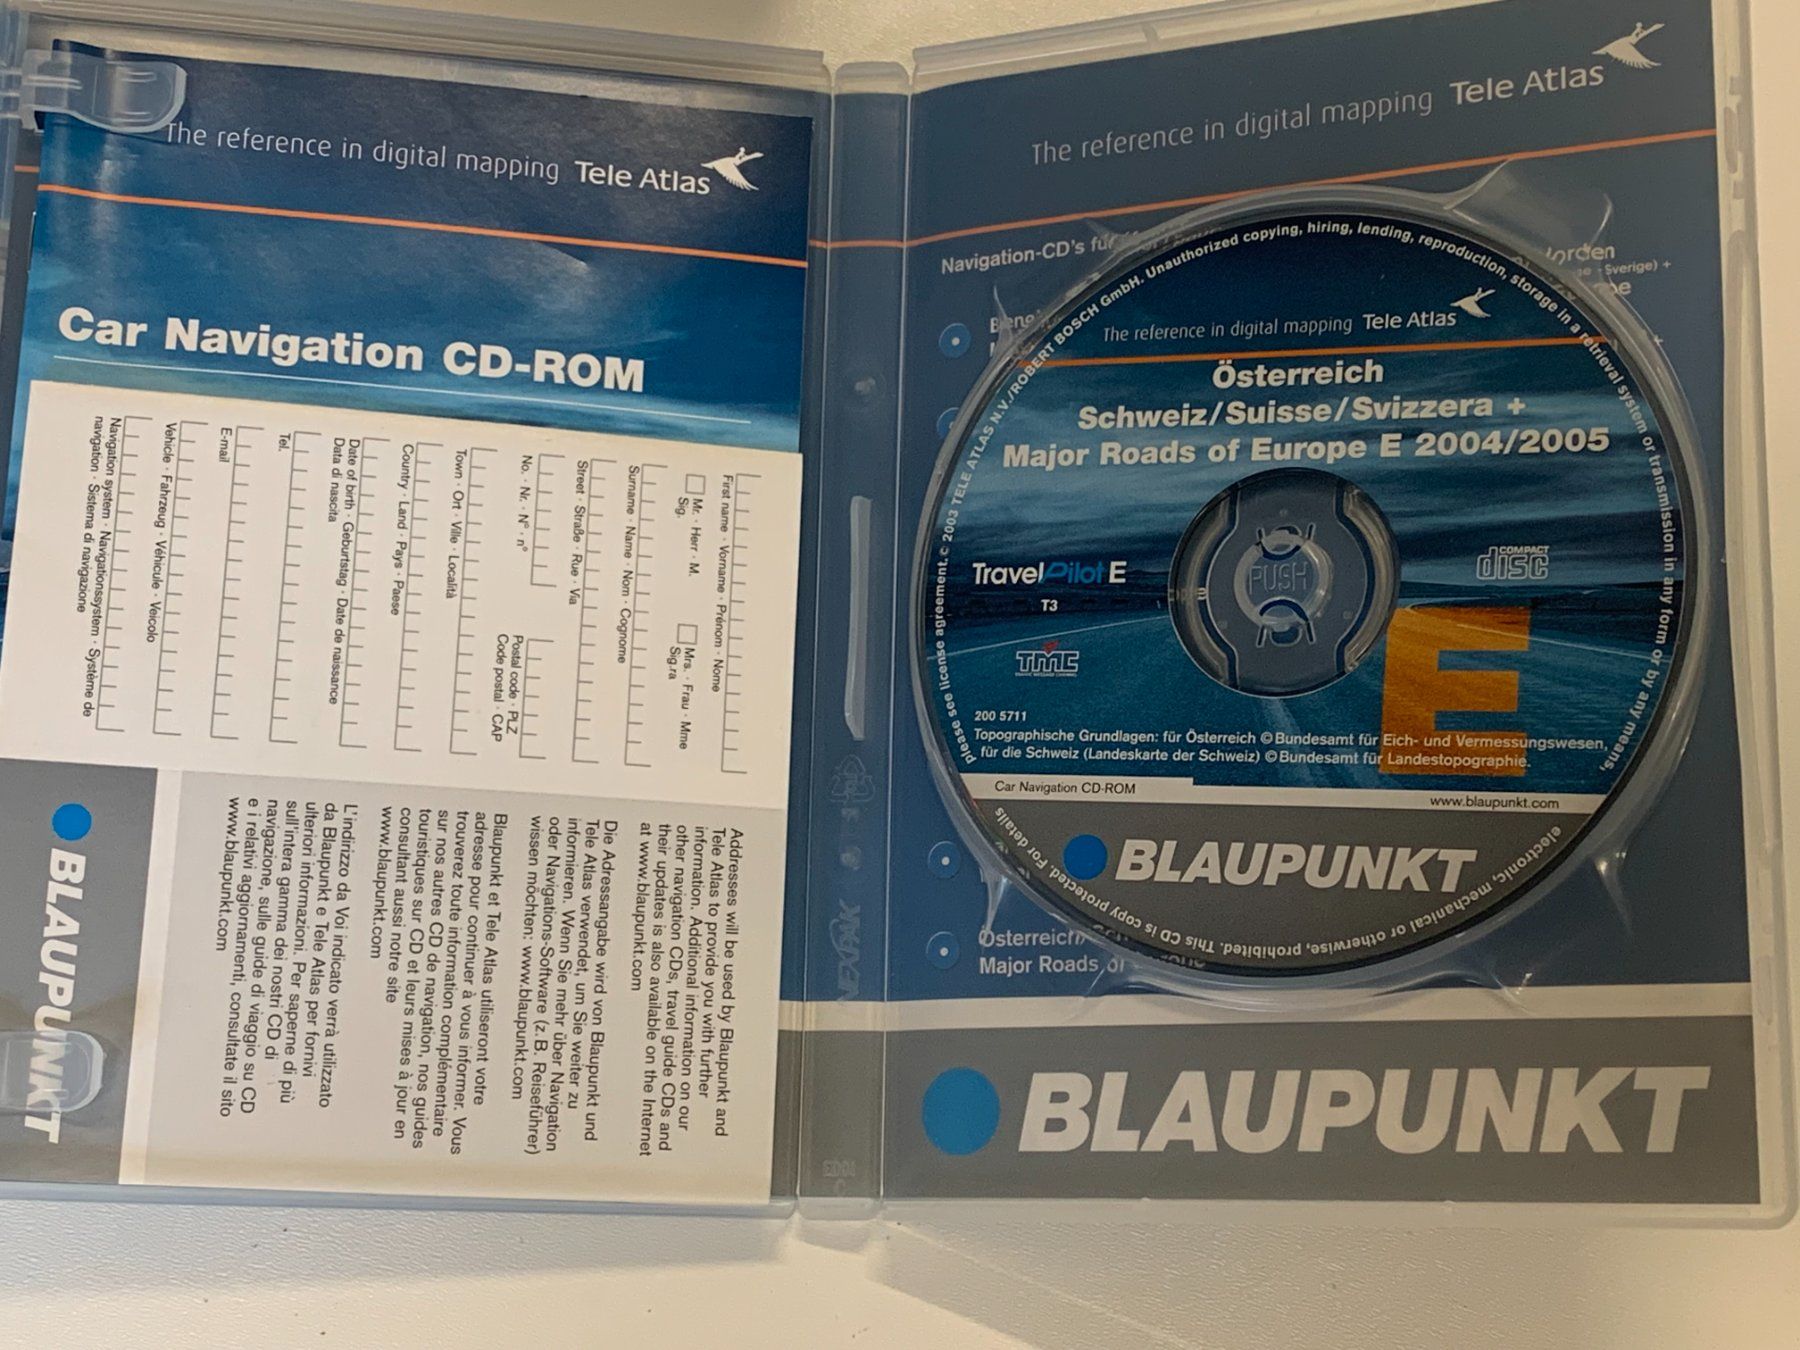 The reference in digital mapping Tele Atlas
Car Navigation CD-ROM
First name · Vorname · Prénom · Nome
Mr. · Herr · M.
Sig.
Mrs. · Frau · Mme
Sig.ra
Surname · Name · Nom · Cognome
Street · Straße · Rue · Via
No. · Nr. · N° · n°
Postal code · PLZ
Code postal · CAP
Town · Ort · Ville · Località
Country · Land · Pays · Paese
Date of birth · Geburtstag · Date de naissance
Data di nascita
Tel.
E-mail
Vehicle · Fahrzeug · Véhicule · Veicolo
Navigation system · Navigationssystem · Système de
navigation · Sistema di navigazione
Addresses will be used by Blaupunkt and
Tele Atlas to provide you with further
information. Additional information on our
other navigation CDs, travel guide CDs and
their updates is also available on the Internet
at www.blaupunkt.com
Die Adressangabe wird von Blaupunkt und
Tele Atlas verwendet, um Sie weiter zu
informieren. Wenn Sie mehr über Navigation
oder Navigations-Software (z.B. Reiseführer)
wissen möchten: www.blaupunkt.com
Blaupunkt et Tele Atlas utiliseront votre
adresse pour continuer à vous informer. Vous
trouverez toute information complémentaire
sur nos autres CD de navigation, nos guides
touristiques sur CD et leurs mises à jour en
consultant aussi notre site
www.blaupunkt.com
L'indirizzo da Voi indicato verrà utilizzato
da Blaupunkt e Tele Atlas per fornirvi
ulteriori informazioni. Per saperne di più
sull'intera gamma dei nostri CD di
navigazione, sulle guide di viaggio su CD
e i relativi aggiornamenti, consultate il sito
www.blaupunkt.com
BLAUPUNKT
The reference in digital mapping Tele Atlas
Navigation-CD's für
Sverige) +
Österreich
Major Roads of
© 2003 TELE ATLAS N.V./ROBERT BOSCH GmbH. Unauthorized copying, hiring, lending, reproduction, storage in a retrieval system or transmission in any form or by any means, electronic, mechanical or otherwise, prohibited. This CD is copy protected. For details please see license agreement.
The reference in digital mapping Tele Atlas
Österreich
Schweiz/Suisse/Svizzera +
Major Roads of Europe E 2004/2005
TravelPilot E
T3
COMPACT
disc
PUSH
TMC
TRAFFIC MESSAGE CHANNEL
E
200 5711
Topographische Grundlagen: für Österreich © Bundesamt für Eich- und Vermessungswesen,
für die Schweiz (Landeskarte der Schweiz) © Bundesamt für Landestopographie.
Car Navigation CD-ROM
www.blaupunkt.com
BLAUPUNKT
BLAUPUNKT